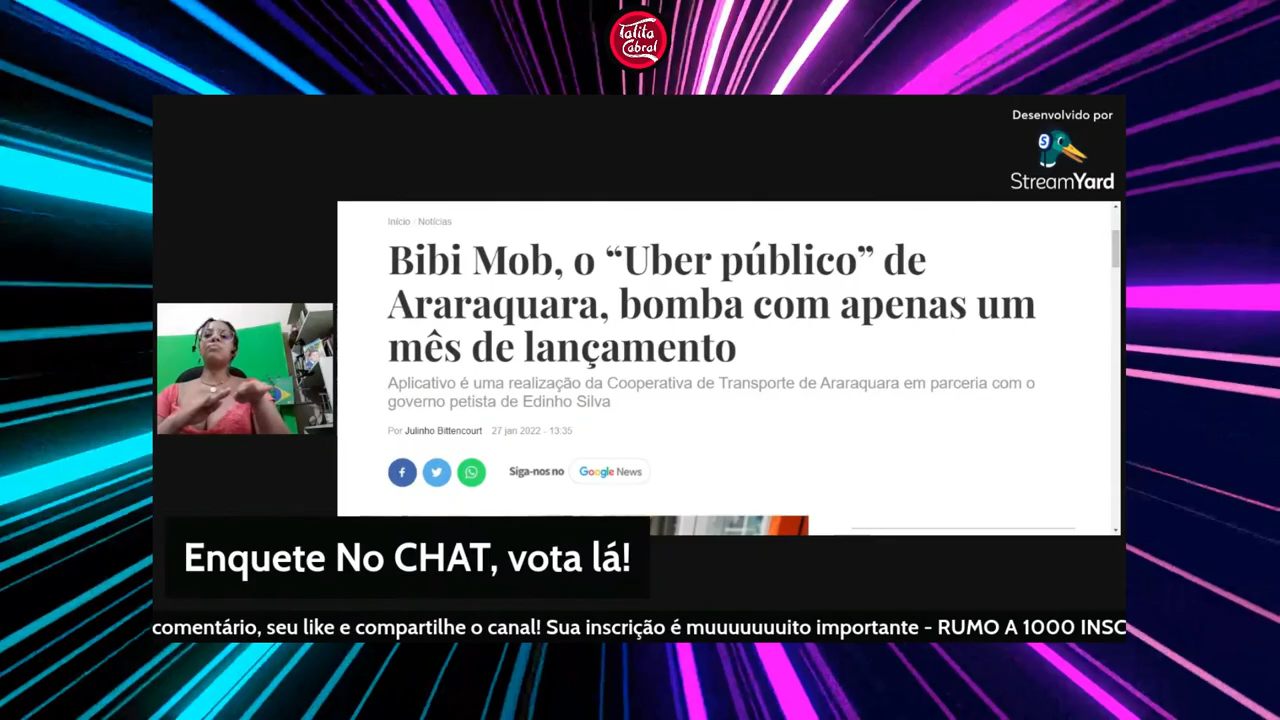 Talita
Cabral
Desenvolvido por
S
StreamYard
Início / Notícias
Bibi Mob, o “Uber público” de
Araraquara, bomba com apenas um
mês de lançamento
Aplicativo é uma realização da Cooperativa de Transporte de Araraquara em parceria com o
governo petista de Edinho Silva
Por Julinho Bittencourt 27 jan 2022 - 13:35
Siga-nos no Google News
Enquete No CHAT, vota lá!
comentário, seu like e compartilhe o canal! Sua inscrição é muuuuuuuito importante - RUMO A 1000 INSC